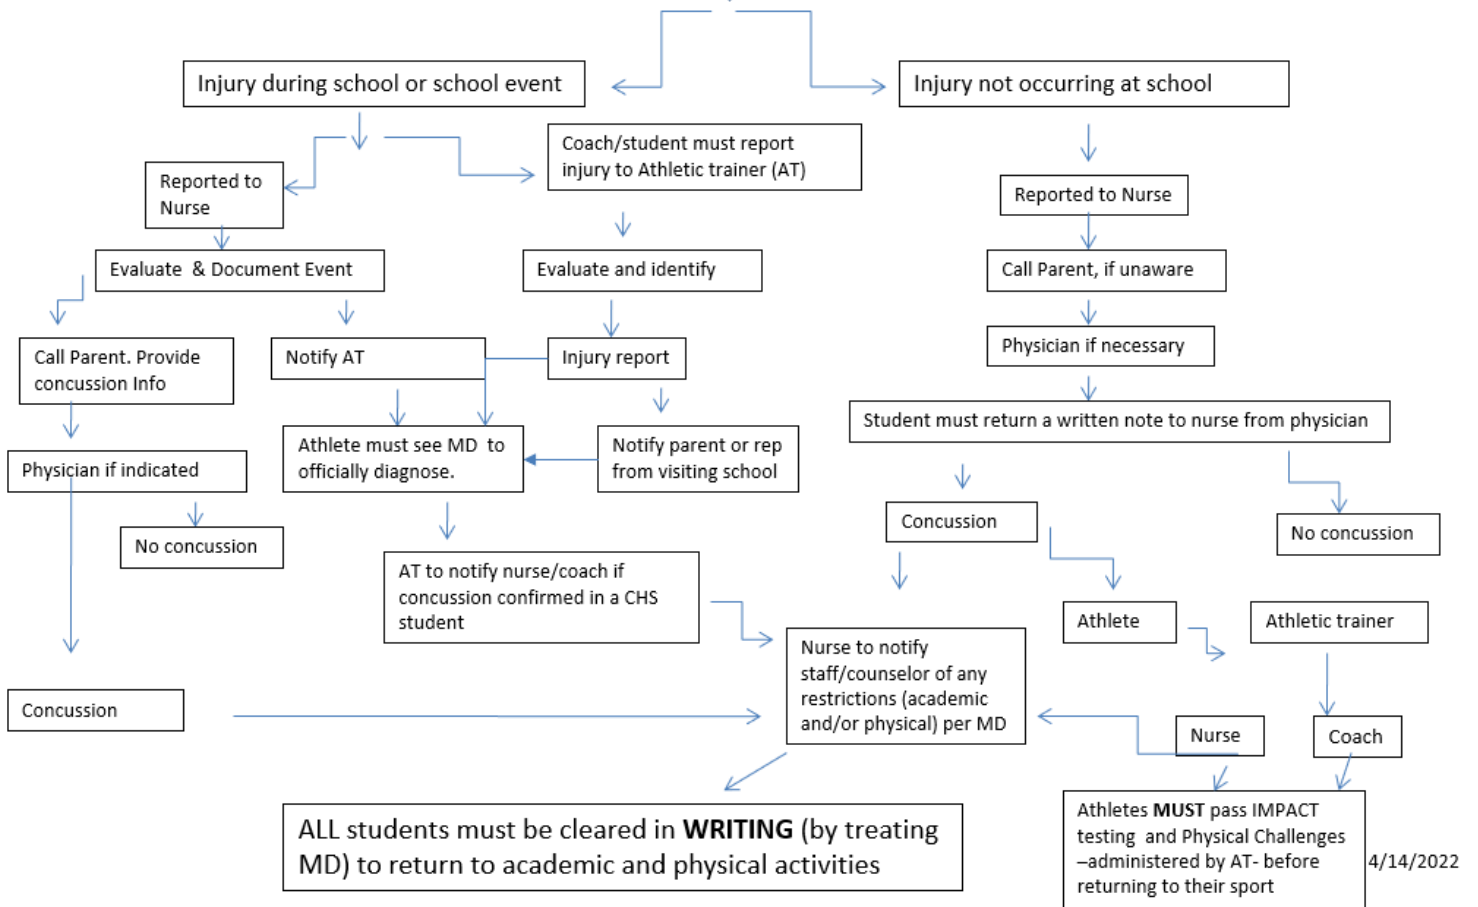 Injury during school or school event
Injury not occurring at school
Coach/student must report
injury to Athletic trainer (AT)
Reported to
Nurse
Reported to Nurse
Evaluate & Document Event
Evaluate and identify
Call Parent, if unaware
Call Parent. Provide
concussion Info
Notify AT
Injury report
Physician if necessary
Student must return a written note to nurse from physician
Athlete must see MD to
officially diagnose.
Notify parent or rep
from visiting school
Physician if indicated
No concussion
Concussion
No concussion
AT to notify nurse/coach if
concussion confirmed in a CHS
student
Athlete
Athletic trainer
Nurse to notify
staff/counselor of any
restrictions (academic
and/or physical) per MD
Concussion
Nurse
Coach
ALL students must be cleared in WRITING (by treating
MD) to return to academic and physical activities
Athletes MUST pass IMPACT
testing and Physical Challenges
–administered by AT- before
returning to their sport
4/14/2022